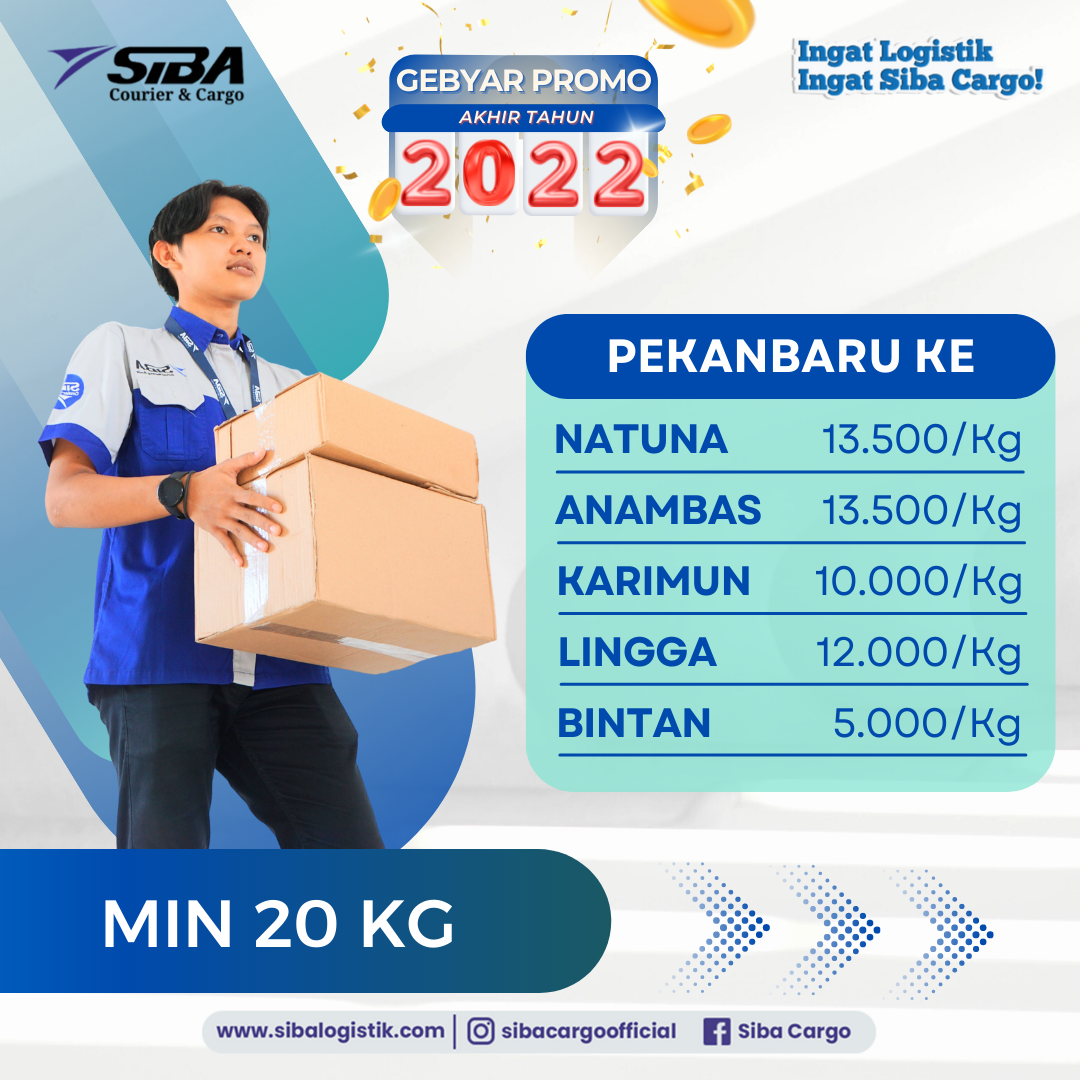 SIBA
Courier & Cargo
GEBYAR PROMO
AKHIR TAHUN
2022
Ingat Logistik
Ingat Siba Cargo!
PEKANBARU KE
NATUNA 13.500/Kg
ANAMBAS 13.500/Kg
KARIMUN 10.000/Kg
LINGGA 12.000/Kg
BINTAN 5.000/Kg
MIN 20 KG
www.sibalogistik.com | sibacargoofficial Siba Cargo